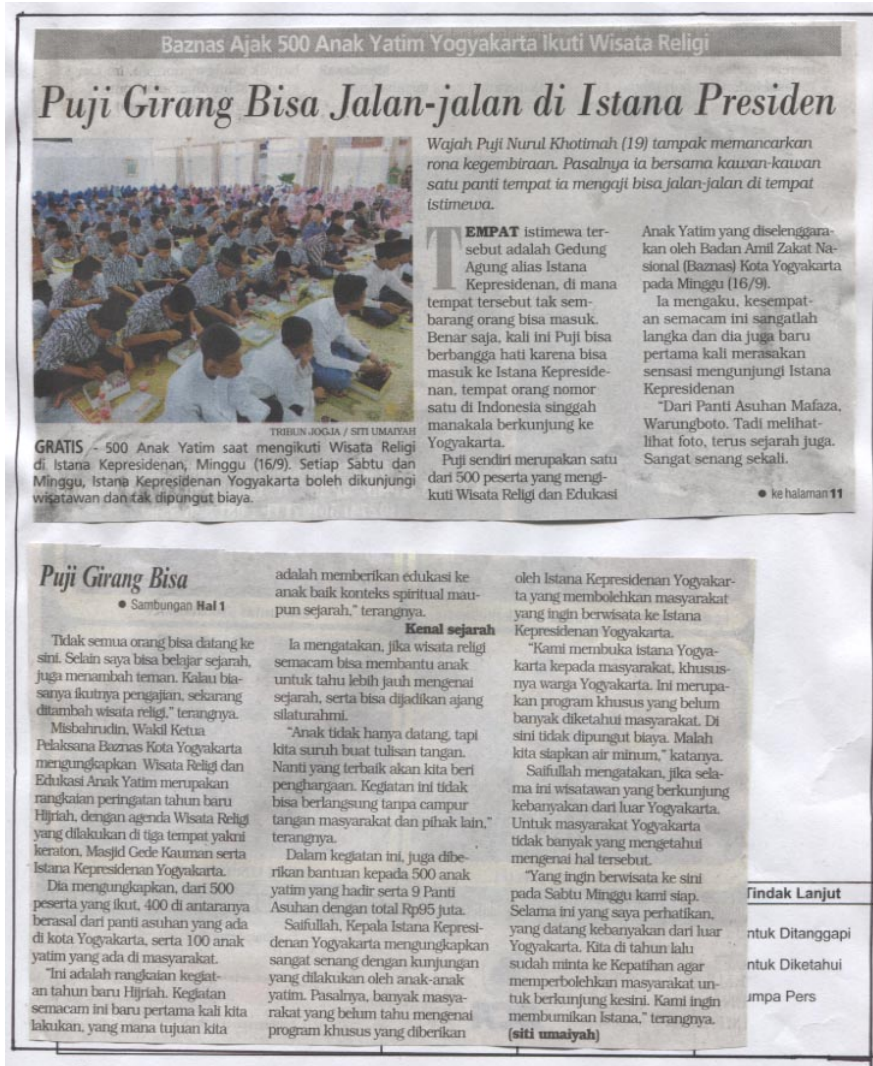 Baznas Ajak 500 Anak Yatim Yogyakarta Ikuti Wisata Religi
Puji Girang Bisa Jalan-jalan di Istana Presiden
Wajah Puji Nurul Khotimah (19) tampak memancarkan
rona kegembiraan. Pasalnya ia bersama kawan-kawan
satu panti tempat ia mengaji bisa jalan-jalan di tempat
istimewa.
TRIBUN JOGJA / SITI UMAIYAH
GRATIS - 500 Anak Yatim saat mengikuti Wisata Religi
di Istana Kepresidenan, Minggu (16/9). Setiap Sabtu dan
Minggu, Istana Kepresidenan Yogyakarta boleh dikunjungi
wisatawan dan tak dipungut biaya.
TEMPAT istimewa ter-
sebut adalah Gedung
Agung alias Istana
Kepresidenan, di mana
tempat tersebut tak sem-
barang orang bisa masuk.
Benar saja, kali ini Puji bisa
berbangga hati karena bisa
masuk ke Istana Kepreside-
nan, tempat orang nomor
satu di Indonesia singgah
manakala berkunjung ke
Yogyakarta.
Puji sendiri merupakan satu
dari 500 peserta yang mengi-
kuti Wisata Religi dan Edukasi
Anak Yatim yang diselenggara-
kan oleh Badan Amil Zakat Na-
sional (Baznas) Kota Yogyakarta
pada Minggu (16/9).
Ia mengaku, kesempat-
an semacam ini sangatlah
langka dan dia juga baru
pertama kali merasakan
sensasi mengunjungi Istana
Kepresidenan
"Dari Panti Asuhan Mafaza,
Warungboto. Tadi melihat-
lihat foto, terus sejarah juga.
Sangat senang sekali.
● ke halaman 11
Puji Girang Bisa
● Sambungan Hal 1
Tidak semua orang bisa datang ke
sini. Selain saya bisa belajar sejarah,
juga menambah teman. Kalau bia-
sanya ikutnya pengajian, sekarang
ditambah wisata religi," terangnya.
Misbahrudin, Wakil Ketua
Pelaksana Baznas Kota Yogyakarta
mengungkapkan Wisata Religi dan
Edukasi Anak Yatim merupakan
rangkaian peringatan tahun baru
Hijriah, dengan agenda Wisata Religi
yang dilakukan di tiga tempat yakni
keraton, Masjid Gede Kauman serta
Istana Kepresidenan Yogyakarta.
Dia mengungkapkan, dari 500
peserta yang ikut, 400 di antaranya
berasal dari panti asuhan yang ada
di kota Yogyakarta, serta 100 anak
yatim yang ada di masyarakat.
"Ini adalah rangkaian kegiat-
an tahun baru Hijriah. Kegiatan
semacam ini baru pertama kali kita
lakukan, yang mana tujuan kita
adalah memberikan edukasi ke
anak baik konteks spiritual mau-
pun sejarah," terangnya.
Kenal sejarah
Ia mengatakan, jika wisata religi
semacam bisa membantu anak
untuk tahu lebih jauh mengenai
sejarah, serta bisa dijadikan ajang
silaturahmi.
"Anak tidak hanya datang, tapi
kita suruh buat tulisan tangan.
Nanti yang terbaik akan kita beri
penghargaan. Kegiatan ini tidak
bisa berlangsung tanpa campur
tangan masyarakat dan pihak lain,"
terangnya.
Dalam kegiatan ini, juga dibe-
rikan bantuan kepada 500 anak
yatim yang hadir serta 9 Panti
Asuhan dengan total Rp95 juta.
Saifullah, Kepala Istana Kepresi-
denan Yogyakarta mengungkapkan
sangat senang dengan kunjungan
yang dilakukan oleh anak-anak
yatim. Pasalnya, banyak masya-
rakat yang belum tahu mengenai
program khusus yang diberikan
oleh Istana Kepresidenan Yogyakar-
ta yang membolehkan masyarakat
yang ingin berwisata ke Istana
Kepresidenan Yogyakarta.
"Kami membuka istana Yogya-
karta kepada masyarakat, khusus-
nya warga Yogyakarta. Ini merupa-
kan program khusus yang belum
banyak diketahui masyarakat. Di
sini tidak dipungut biaya. Malah
kita siapkan air minum," katanya.
Saifullah mengatakan, jika sela-
ma ini wisatawan yang berkunjung
kebanyakan dari luar Yogyakarta.
Untuk masyarakat Yogyakarta
tidak banyak yang mengetahui
mengenai hal tersebut.
"Yang ingin berwisata ke sini
pada Sabtu Minggu kami siap.
Selama ini yang saya perhatikan,
yang datang kebanyakan dari luar
Yogyakarta. Kita di tahun lalu
sudah minta ke Kepatihan agar
memperbolehkan masyarakat un-
tuk berkunjung kesini. Kami ingin
membumikan Istana," terangnya.
(siti umaiyah)
Tindak Lanjut
ntuk Ditanggapi
ntuk Diketahui
umpa Pers